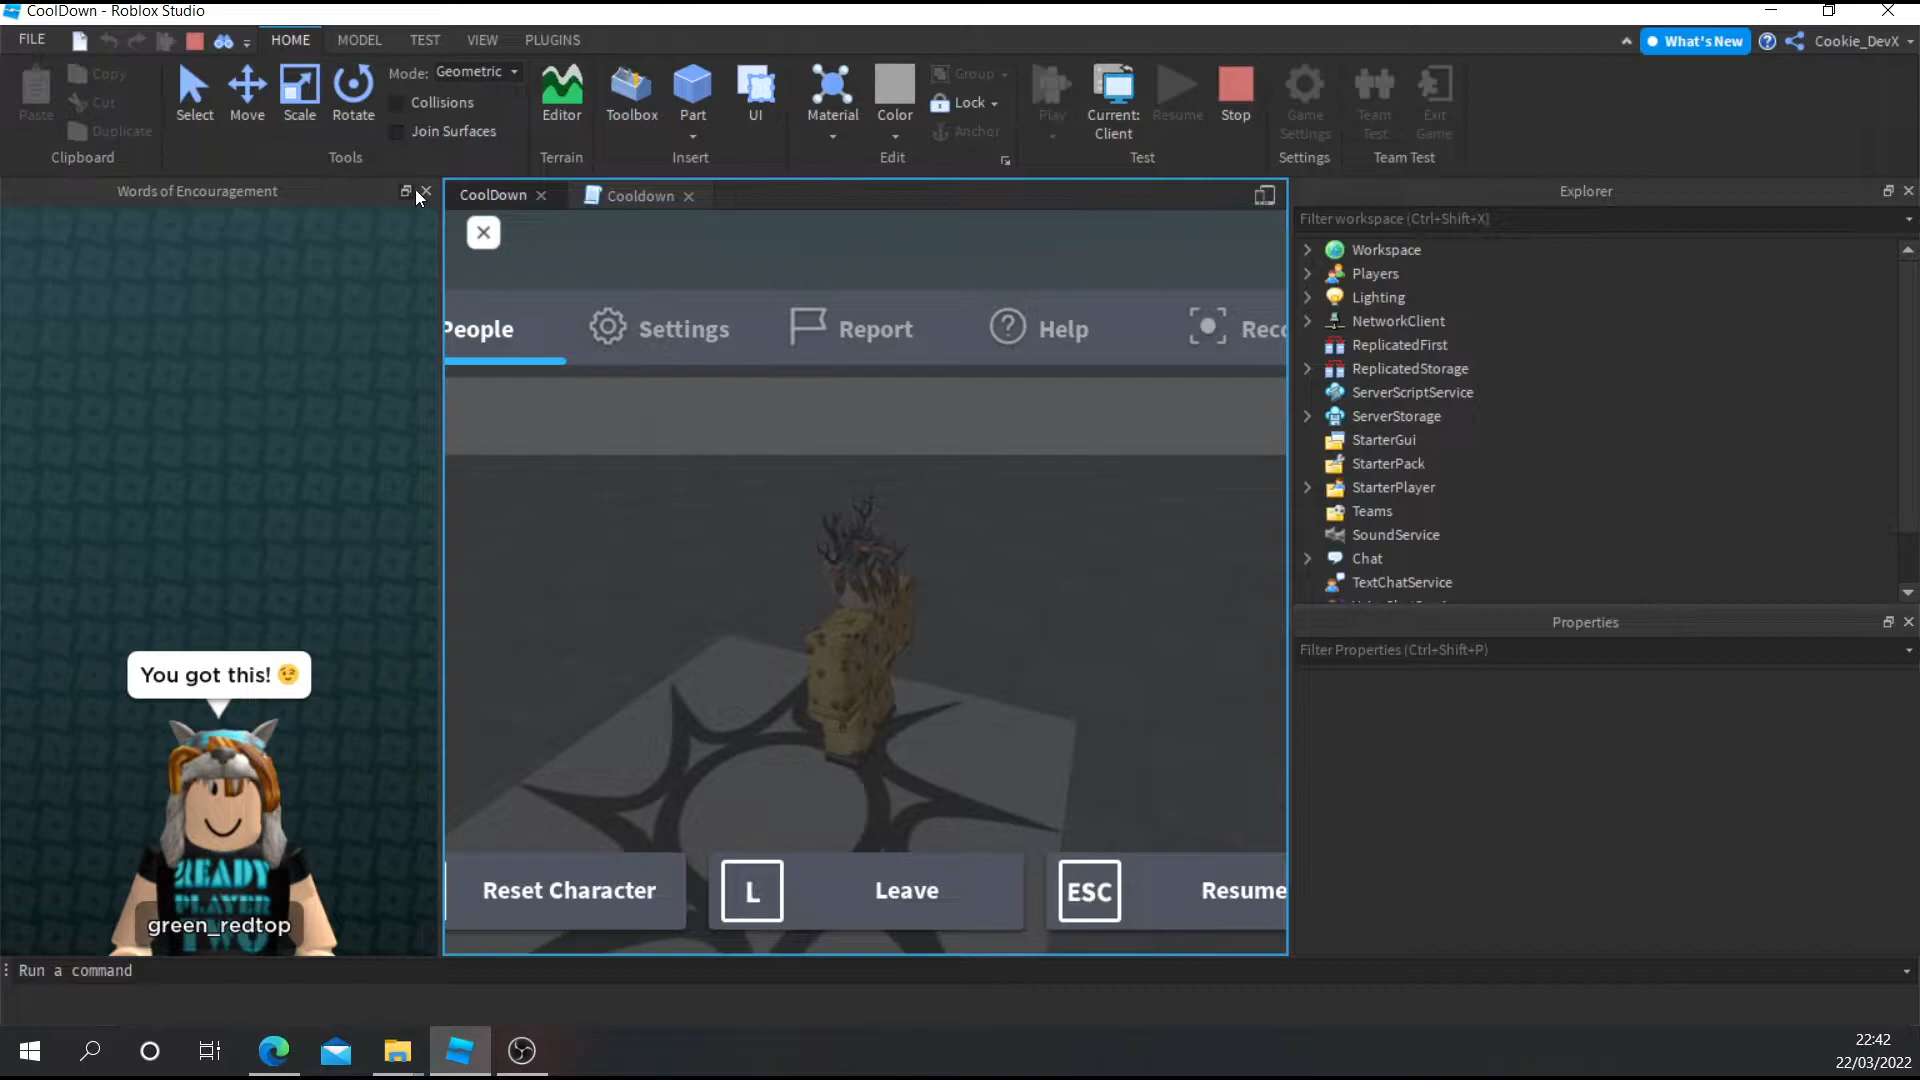 CoolDown - Roblox Studio
FILE HOME MODEL TEST VIEW PLUGINS What's New Cookie_DevX
Paste Copy Cut Duplicate
Clipboard
Select Move Scale Rotate Mode: Geometric
Collisions
Join Surfaces
Tools
Editor
Terrain
Toolbox Part UI
Insert
Material Color Group Lock Anchor
Edit
Play Current: Client Resume Stop
Test
Game Settings
Settings
Team Test Exit Game
Team Test
Words of Encouragement
CoolDown Cooldown
Explorer
Filter workspace (Ctrl+Shift+X)
Workspace
Players
Lighting
NetworkClient
ReplicatedFirst
ReplicatedStorage
ServerScriptService
ServerStorage
StarterGui
StarterPack
StarterPlayer
Teams
SoundService
Chat
TextChatService
Properties
Filter Properties (Ctrl+Shift+P)
People Settings Report Help Reco
Reset Character L Leave ESC Resume
You got this! 😉
READY
PLAYER
TWO
green_redtop
Run a command
22:42
22/03/2022